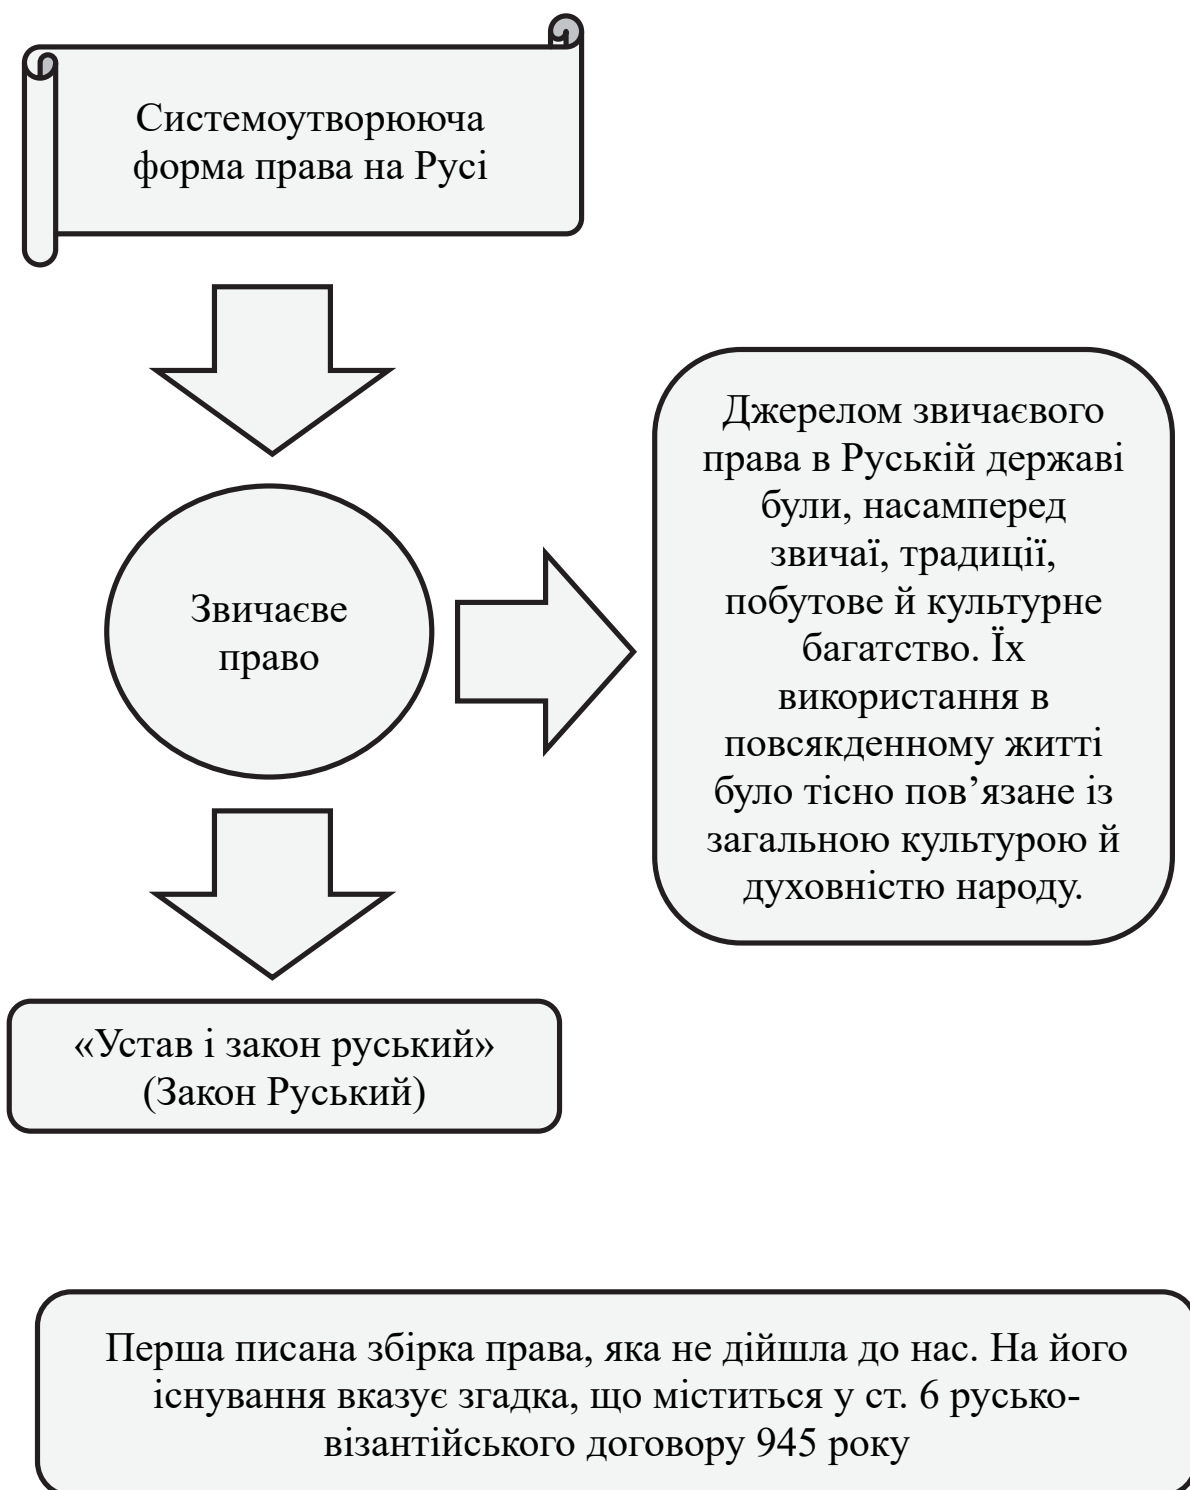 Системоутворююча
форма права на Русі
Звичаєве
право
Джерелом звичаєвого
права в Руській державі
були, насамперед
звичаї, традиції,
побутове й культурне
багатство. Їх
використання в
повсякденному житті
було тісно пов’язане із
загальною культурою й
духовністю народу.
«Устав і закон руський»
(Закон Руський)
Перша писана збірка права, яка не дійшла до нас. На його
існування вказує згадка, що міститься у ст. 6 русько-
візантійського договору 945 року